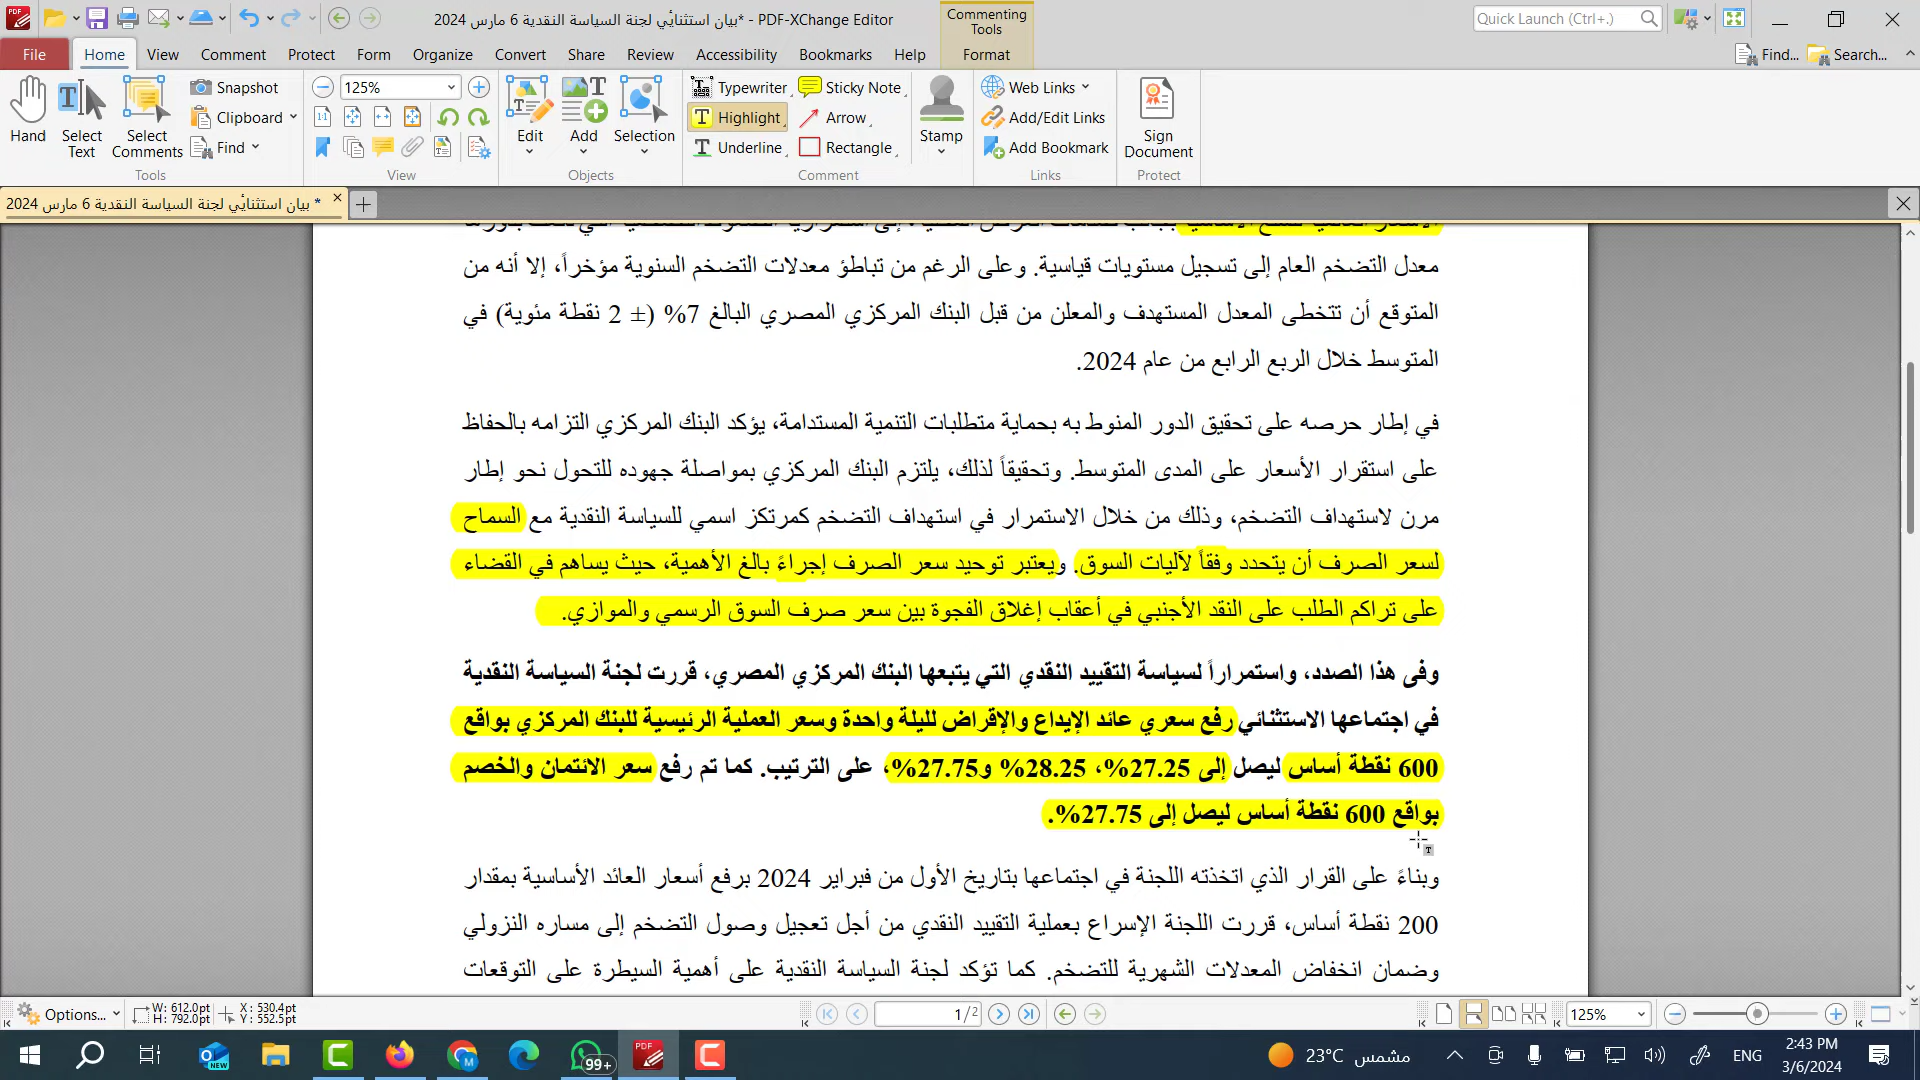 *بيان استثنائي لجنة السياسة النقدية 6 مارس 2024 - PDF-XChange Editor
Commenting Tools
Quick Launch (Ctrl+.)
File Home View Comment Protect Form Organize Convert Share Review Accessibility Bookmarks Help Format
Find... Search...
Hand
Select Text
Select Comments
Snapshot
Clipboard
Find
Tools
125%
View
Edit
Add
Selection
Objects
Typewriter
Highlight
Underline
Sticky Note
Arrow
Rectangle
Stamp
Comment
Web Links
Add/Edit Links
Add Bookmark
Links
Sign Document
Protect
* بيان استثنائي لجنة السياسة النقدية 6 مارس 2024
معدل التضخم العام إلى تسجيل مستويات قياسية. وعلى الرغم من تباطؤ معدلات التضخم السنوية مؤخراً، إلا أنه من
المتوقع أن تتخطى المعدل المستهدف والمعلن من قبل البنك المركزي المصري البالغ 7% (± 2 نقطة مئوية) في
المتوسط خلال الربع الرابع من عام 2024.
في إطار حرصه على تحقيق الدور المنوط به بحماية متطلبات التنمية المستدامة، يؤكد البنك المركزي التزامه بالحفاظ
على استقرار الأسعار على المدى المتوسط. وتحقيقاً لذلك، يلتزم البنك المركزي بمواصلة جهوده للتحول نحو إطار
مرن لاستهداف التضخم، وذلك من خلال الاستمرار في استهداف التضخم كمرتكز اسمي للسياسة النقدية مع السماح
لسعر الصرف أن يتحدد وفقاً لآليات السوق. ويعتبر توحيد سعر الصرف إجراءً بالغ الأهمية، حيث يساهم في القضاء
على تراكم الطلب على النقد الأجنبي في أعقاب إغلاق الفجوة بين سعر صرف السوق الرسمي والموازي.
وفى هذا الصدد، واستمراراً لسياسة التقييد النقدي التي يتبعها البنك المركزي المصري، قررت لجنة السياسة النقدية
في اجتماعها الاستثنائي رفع سعري عائد الإيداع والإقراض لليلة واحدة وسعر العملية الرئيسية للبنك المركزي بواقع
600 نقطة أساس ليصل إلى 27.25%، 28.25% و27.75%، على الترتيب. كما تم رفع سعر الائتمان والخصم
بواقع 600 نقطة أساس ليصل إلى 27.75%.
وبناءً على القرار الذي اتخذته اللجنة في اجتماعها بتاريخ الأول من فبراير 2024 برفع أسعار العائد الأساسية بمقدار
200 نقطة أساس، قررت اللجنة الإسراع بعملية التقييد النقدي من أجل تعجيل وصول التضخم إلى مساره النزولي
وضمان انخفاض المعدلات الشهرية للتضخم. كما تؤكد لجنة السياسة النقدية على أهمية السيطرة على التوقعات
Options...
W: 612.0pt
H: 792.0pt
X: 530.4pt
Y: 552.5pt
1/2
125%
99+
23°C مشمس
ENG
2:43 PM
3/6/2024